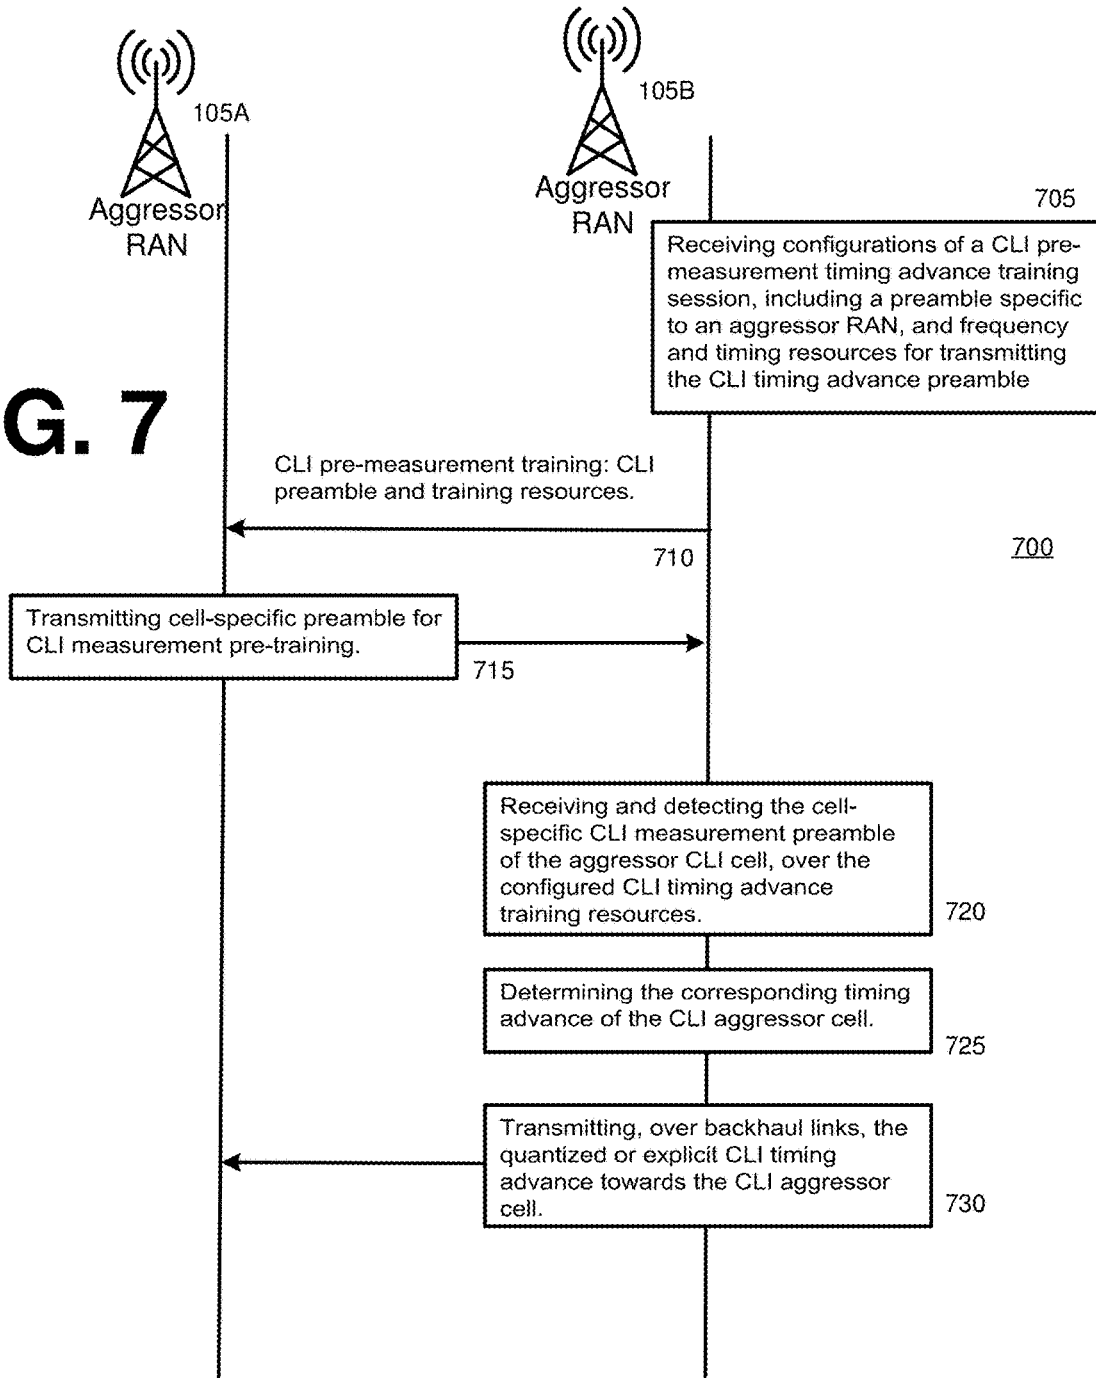 105A
Aggressor
RAN
105B
Aggressor
RAN
705
Receiving configurations of a CLI pre-
measurement timing advance training
session, including a preamble specific
to an aggressor RAN, and frequency
and timing resources for transmitting
the CLI timing advance preamble
G. 7
CLI pre-measurement training: CLI
preamble and training resources.
710
700
Transmitting cell-specific preamble for
CLI measurement pre-training.
715
Receiving and detecting the cell-
specific CLI measurement preamble
of the aggressor CLI cell, over the
configured CLI timing advance
training resources.
720
Determining the corresponding timing
advance of the CLI aggressor cell.
725
Transmitting, over backhaul links, the
quantized or explicit CLI timing
advance towards the CLI aggressor
cell.
730